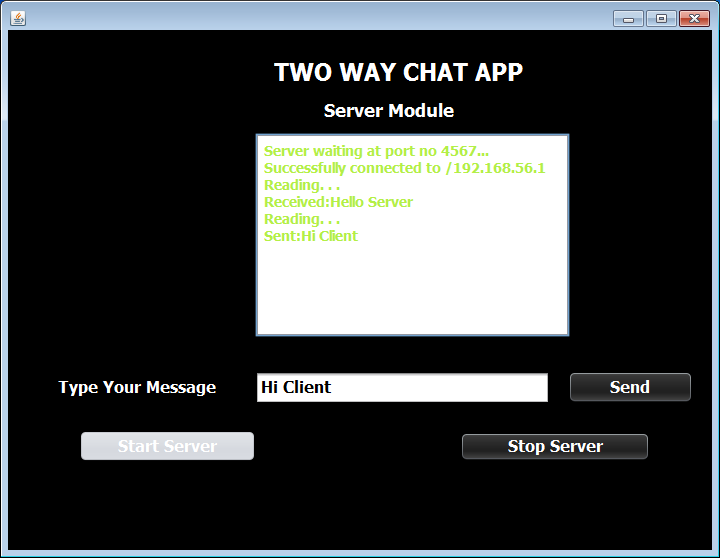 TWO WAY CHAT APP
Server Module
Server waiting at port no 4567...
Successfully connected to /192.168.56.1
Reading. . .
Received:Hello Server
Reading. . .
Sent:Hi Client
Type Your Message
Hi Client
Send
Start Server
Stop Server